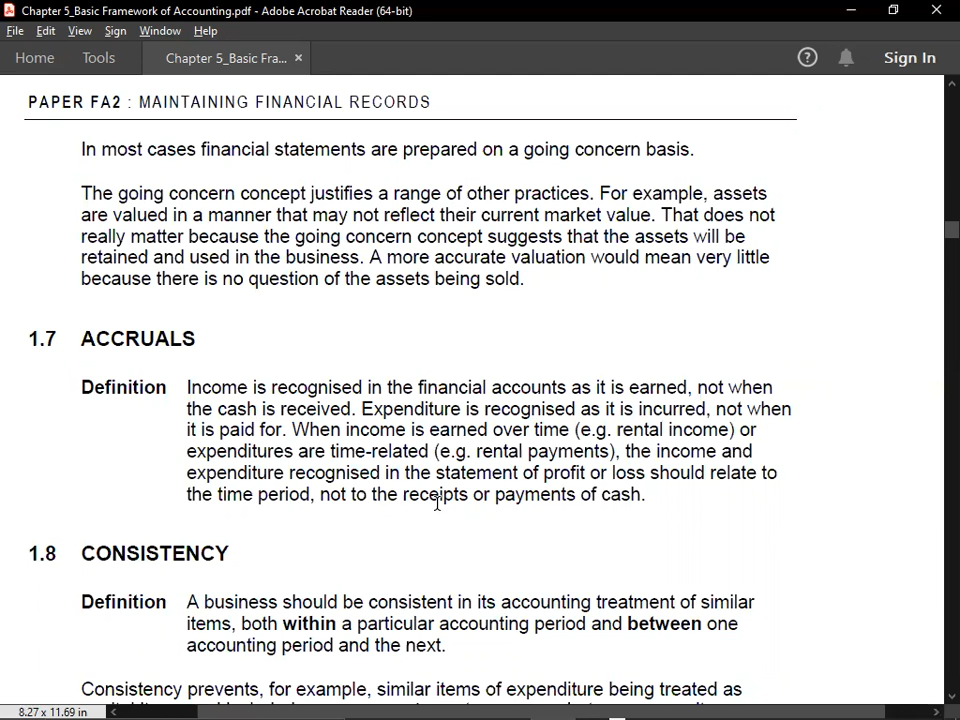 Chapter 5_Basic Framework of Accounting.pdf - Adobe Acrobat Reader (64-bit)
File Edit View Sign Window Help
Home Tools Chapter 5_Basic Fra... × ? Sign In
PAPER FA2 : MAINTAINING FINANCIAL RECORDS
In most cases financial statements are prepared on a going concern basis.
The going concern concept justifies a range of other practices. For example, assets
are valued in a manner that may not reflect their current market value. That does not
really matter because the going concern concept suggests that the assets will be
retained and used in the business. A more accurate valuation would mean very little
because there is no question of the assets being sold.
1.7 ACCRUALS
Definition Income is recognised in the financial accounts as it is earned, not when
the cash is received. Expenditure is recognised as it is incurred, not when
it is paid for. When income is earned over time (e.g. rental income) or
expenditures are time-related (e.g. rental payments), the income and
expenditure recognised in the statement of profit or loss should relate to
the time period, not to the receipts or payments of cash.
1.8 CONSISTENCY
Definition A business should be consistent in its accounting treatment of similar
items, both within a particular accounting period and between one
accounting period and the next.
Consistency prevents, for example, similar items of expenditure being treated as
8.27 x 11.69 in